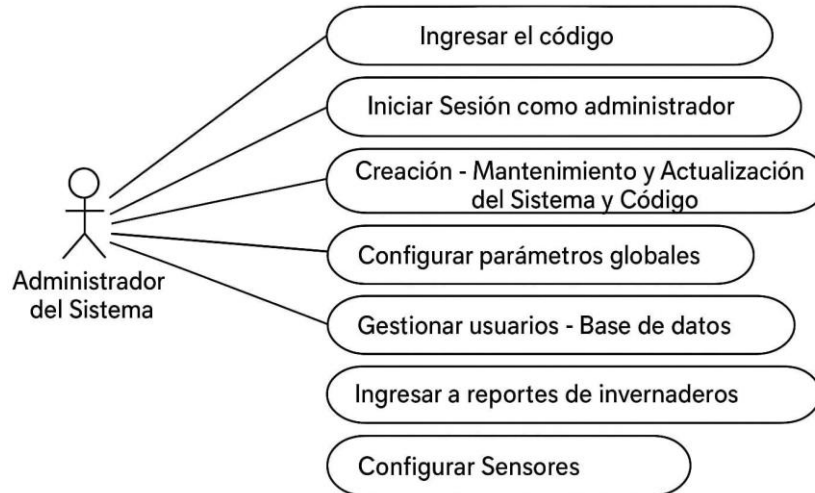 Ingresar el código
Iniciar Sesión como administrador
Creación - Mantenimiento y Actualización
del Sistema y Código
Administrador
del Sistema
Configurar parámetros globales
Gestionar usuarios - Base de datos
Ingresar a reportes de invernaderos
Configurar Sensores